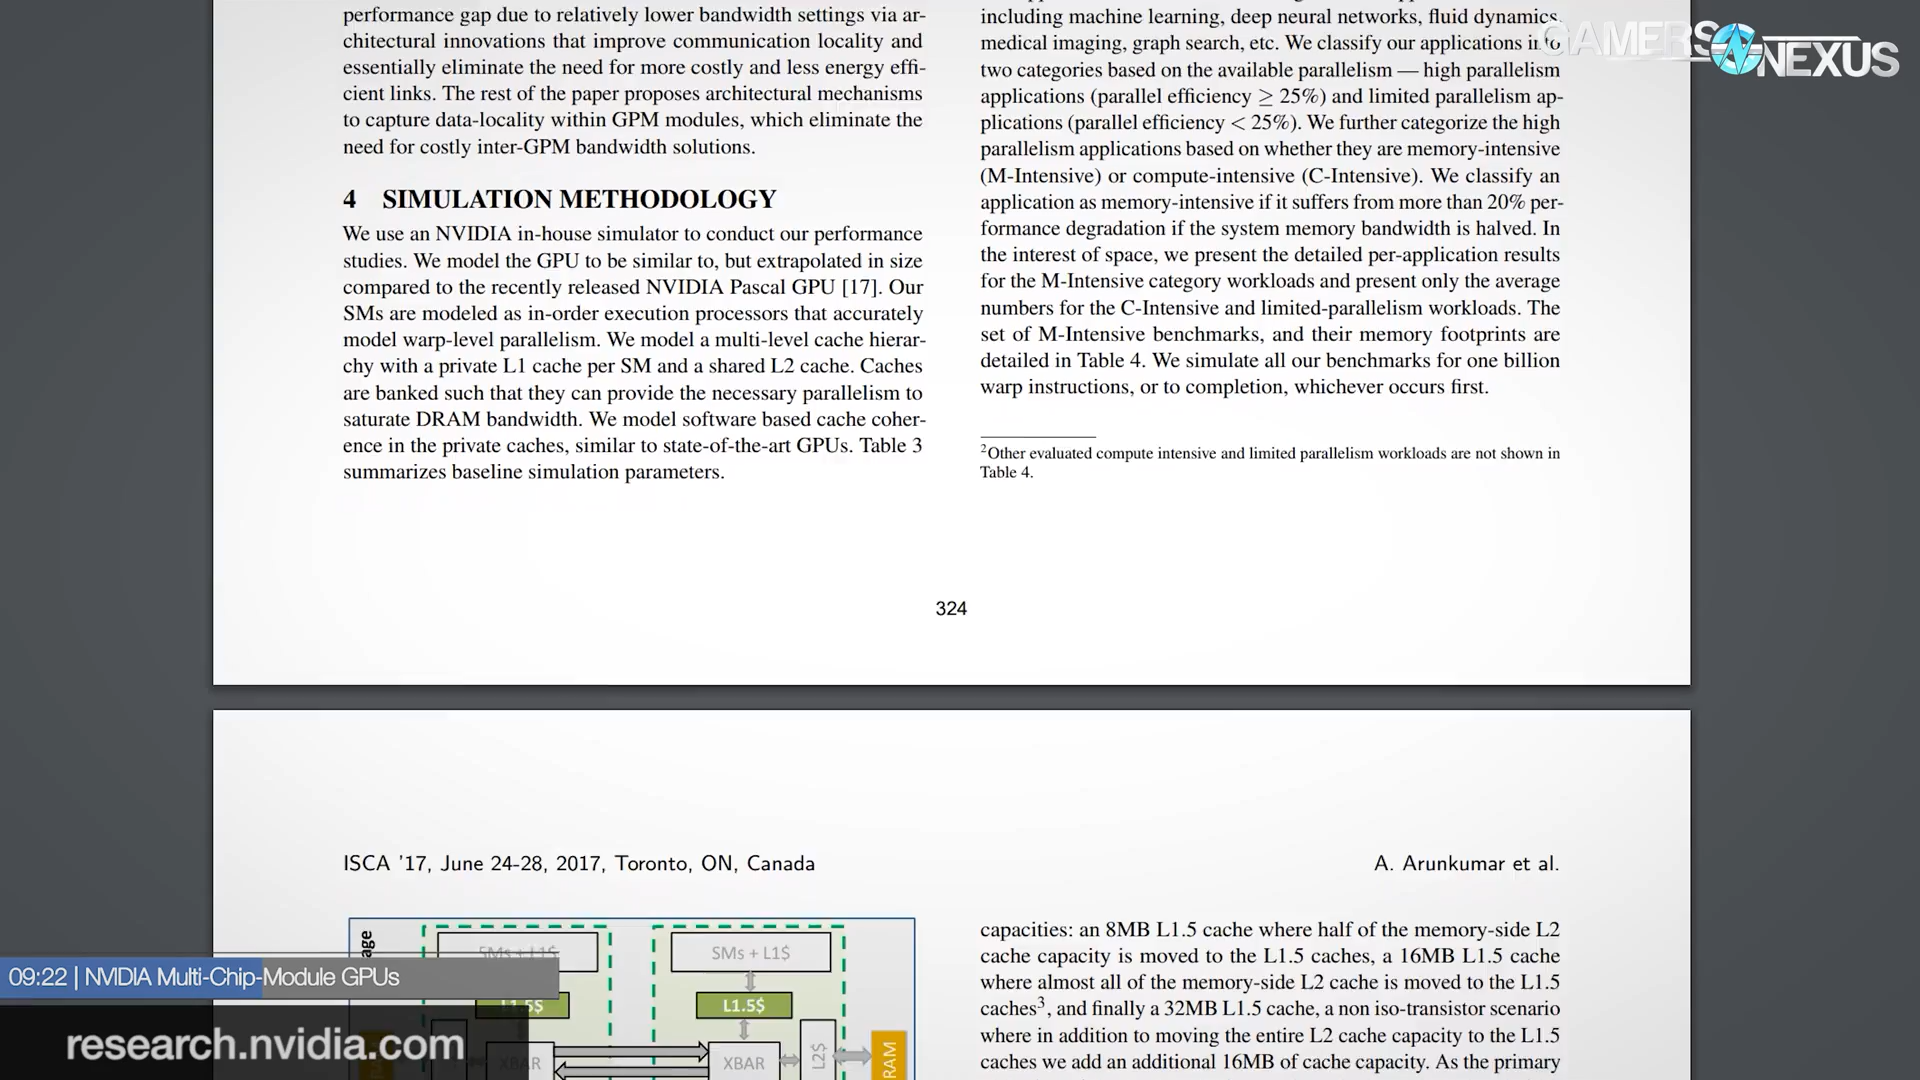 performance gap due to relatively lower bandwidth settings via ar-
chitectural innovations that improve communication locality and
essentially eliminate the need for more costly and less energy effi-
cient links. The rest of the paper proposes architectural mechanisms
to capture data-locality within GPM modules, which eliminate the
need for costly inter-GPM bandwidth solutions.
4 SIMULATION METHODOLOGY
We use an NVIDIA in-house simulator to conduct our performance
studies. We model the GPU to be similar to, but extrapolated in size
compared to the recently released NVIDIA Pascal GPU [17]. Our
SMs are modeled as in-order execution processors that accurately
model warp-level parallelism. We model a multi-level cache hierar-
chy with a private L1 cache per SM and a shared L2 cache. Caches
are banked such that they can provide the necessary parallelism to
saturate DRAM bandwidth. We model software based cache coher-
ence in the private caches, similar to state-of-the-art GPUs. Table 3
summarizes baseline simulation parameters.
including machine learning, deep neural networks, fluid dynamics,
medical imaging, graph search, etc. We classify our applications into
two categories based on the available parallelism — high parallelism
applications (parallel efficiency ≥ 25%) and limited parallelism ap-
plications (parallel efficiency < 25%). We further categorize the high
parallelism applications based on whether they are memory-intensive
(M-Intensive) or compute-intensive (C-Intensive). We classify an
application as memory-intensive if it suffers from more than 20% per-
formance degradation if the system memory bandwidth is halved. In
the interest of space, we present the detailed per-application results
for the M-Intensive category workloads and present only the average
numbers for the C-Intensive and limited-parallelism workloads. The
set of M-Intensive benchmarks, and their memory footprints are
detailed in Table 4. We simulate all our benchmarks for one billion
warp instructions, or to completion, whichever occurs first.
2Other evaluated compute intensive and limited parallelism workloads are not shown in
Table 4.
324
GAMERS NEXUS
ISCA '17, June 24-28, 2017, Toronto, ON, Canada
A. Arunkumar et al.
SMs + L1$
SMs + L1$
L1.5$
L1.5$
XBAR
XBAR
L2$
capacities: an 8MB L1.5 cache where half of the memory-side L2
cache capacity is moved to the L1.5 caches, a 16MB L1.5 cache
where almost all of the memory-side L2 cache is moved to the L1.5
caches3, and finally a 32MB L1.5 cache, a non iso-transistor scenario
where in addition to moving the entire L2 cache capacity to the L1.5
caches we add an additional 16MB of cache capacity. As the primary
09:22 | NVIDIA Multi-Chip-Module GPUs
research.nvidia.com